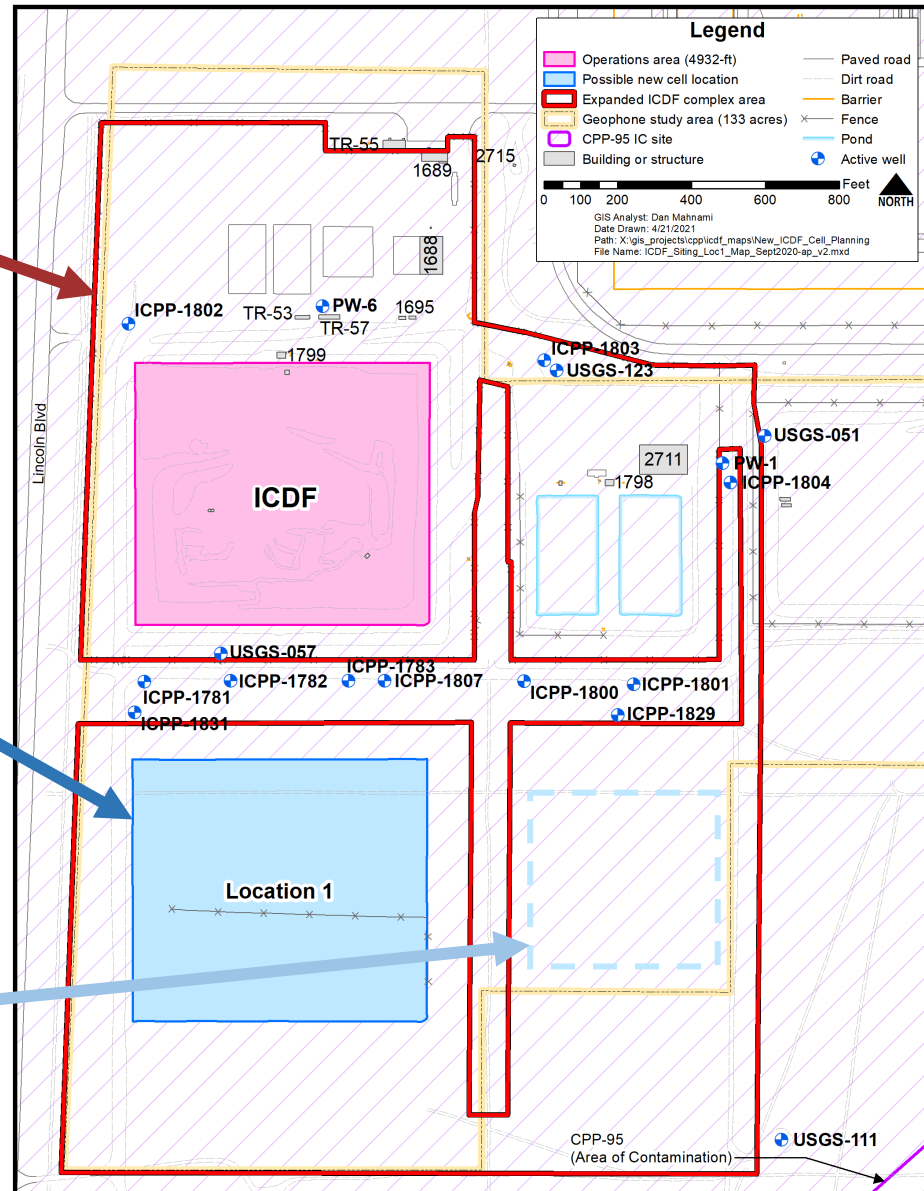 Legend
Operations area (4932-ft)
Possible new cell location
Expanded ICDF complex area
Geophone study area (133 acres)
CPP-95 IC site
Building or structure
Paved road
Dirt road
Barrier
Fence
Pond
Active well
Feet
0 50 100 200 400 600 800
NORTH
GIS Analyst: Dan Mahnami
Date Drawn: 4/21/2021
Path: X:\gis_projects\cpp\icdf_maps\New_ICDF_Cell_Planning
File Name: ICDF_Siting_Loc1_Map_Sept2020-ap_v2.mxd
TR-55
1689
2715
1688
ICPP-1802
PW-6
TR-53
TR-57
1695
1799
ICPP-1803
USGS-123
Lincoln Blvd
USGS-051
PW-1
ICPP-1804
2711
1798
ICDF
USGS-057
ICPP-1783
ICPP-1782
ICPP-1807
ICPP-1781
ICPP-1800
ICPP-1801
ICPP-1831
ICPP-1829
Location 1
CPP-95
(Area of Contamination)
USGS-111